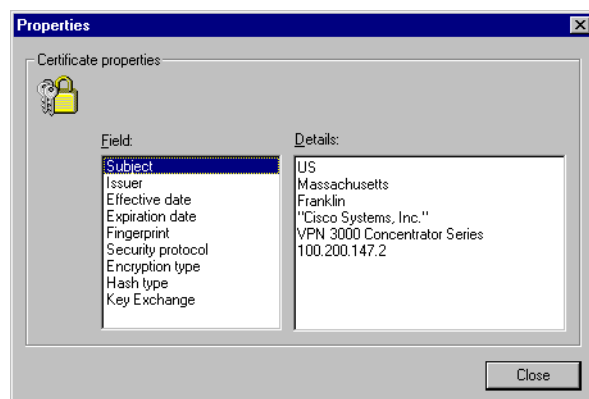 Properties
Certificate properties
Field:
Subject
Issuer
Effective date
Expiration date
Fingerprint
Security protocol
Encryption type
Hash type
Key Exchange
Details:
US
Massachusetts
Franklin
"Cisco Systems, Inc."
VPN 3000 Concentrator Series
100.200.147.2
Close